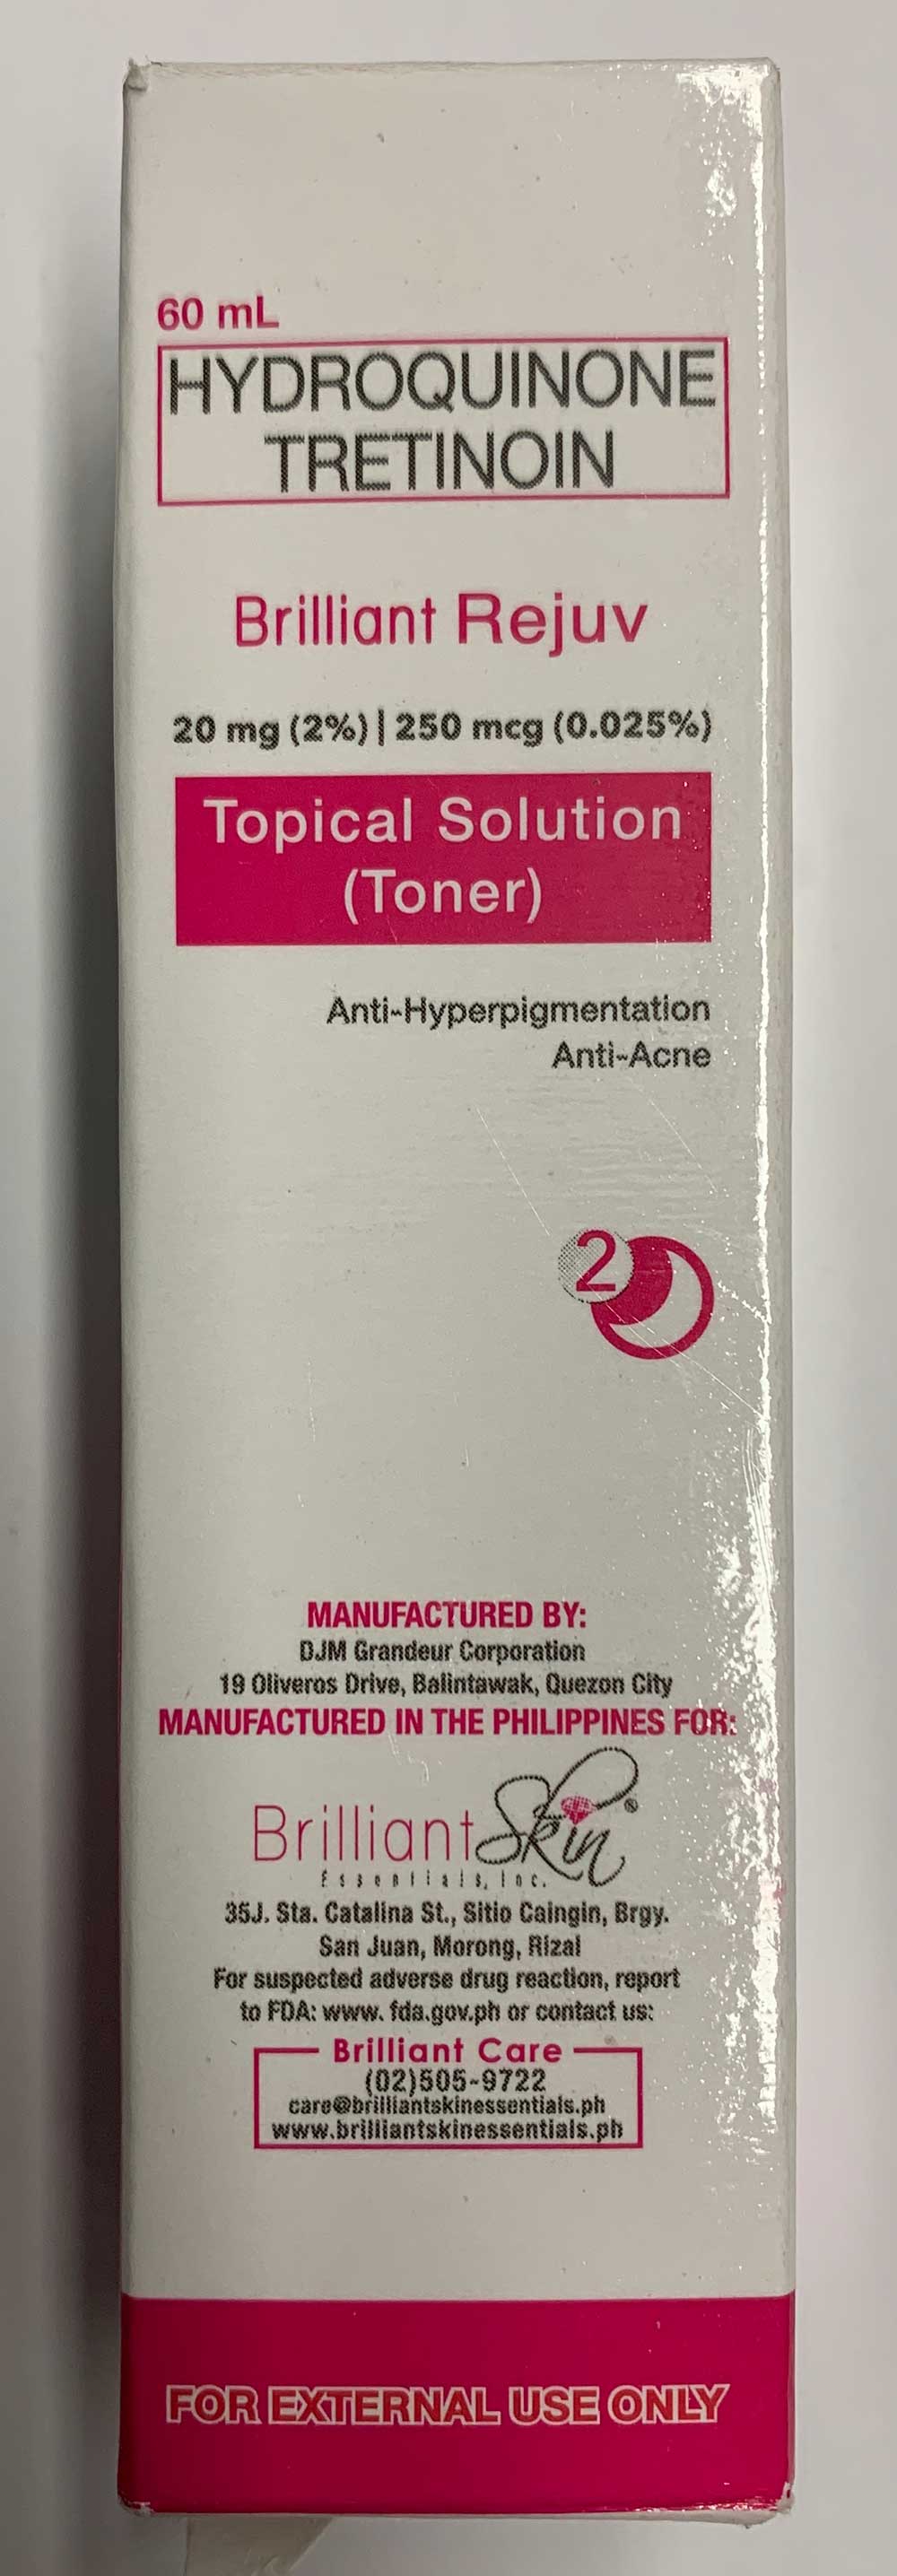 60 mL
HYDROQUINONE
TRETINOIN
Brilliant Rejuv
20 mg (2%) | 250 mcg (0.025%)
Topical Solution
(Toner)
Anti-Hyperpigmentation
Anti-Acne
2
MANUFACTURED BY:
DJM Grandeur Corporation
19 Oliveros Drive, Balintawak, Quezon City
MANUFACTURED IN THE PHILIPPINES FOR:
Brilliant Skin®
Essentials, Inc.
35J. Sta. Catalina St., Sitio Caingin, Brgy.
San Juan, Morong, Rizal
For suspected adverse drug reaction, report
to FDA: www. fda.gov.ph or contact us:
Brilliant Care
(02)505-9722
care@brilliantskinessentials.ph
www.brilliantskinessentials.ph
FOR EXTERNAL USE ONLY